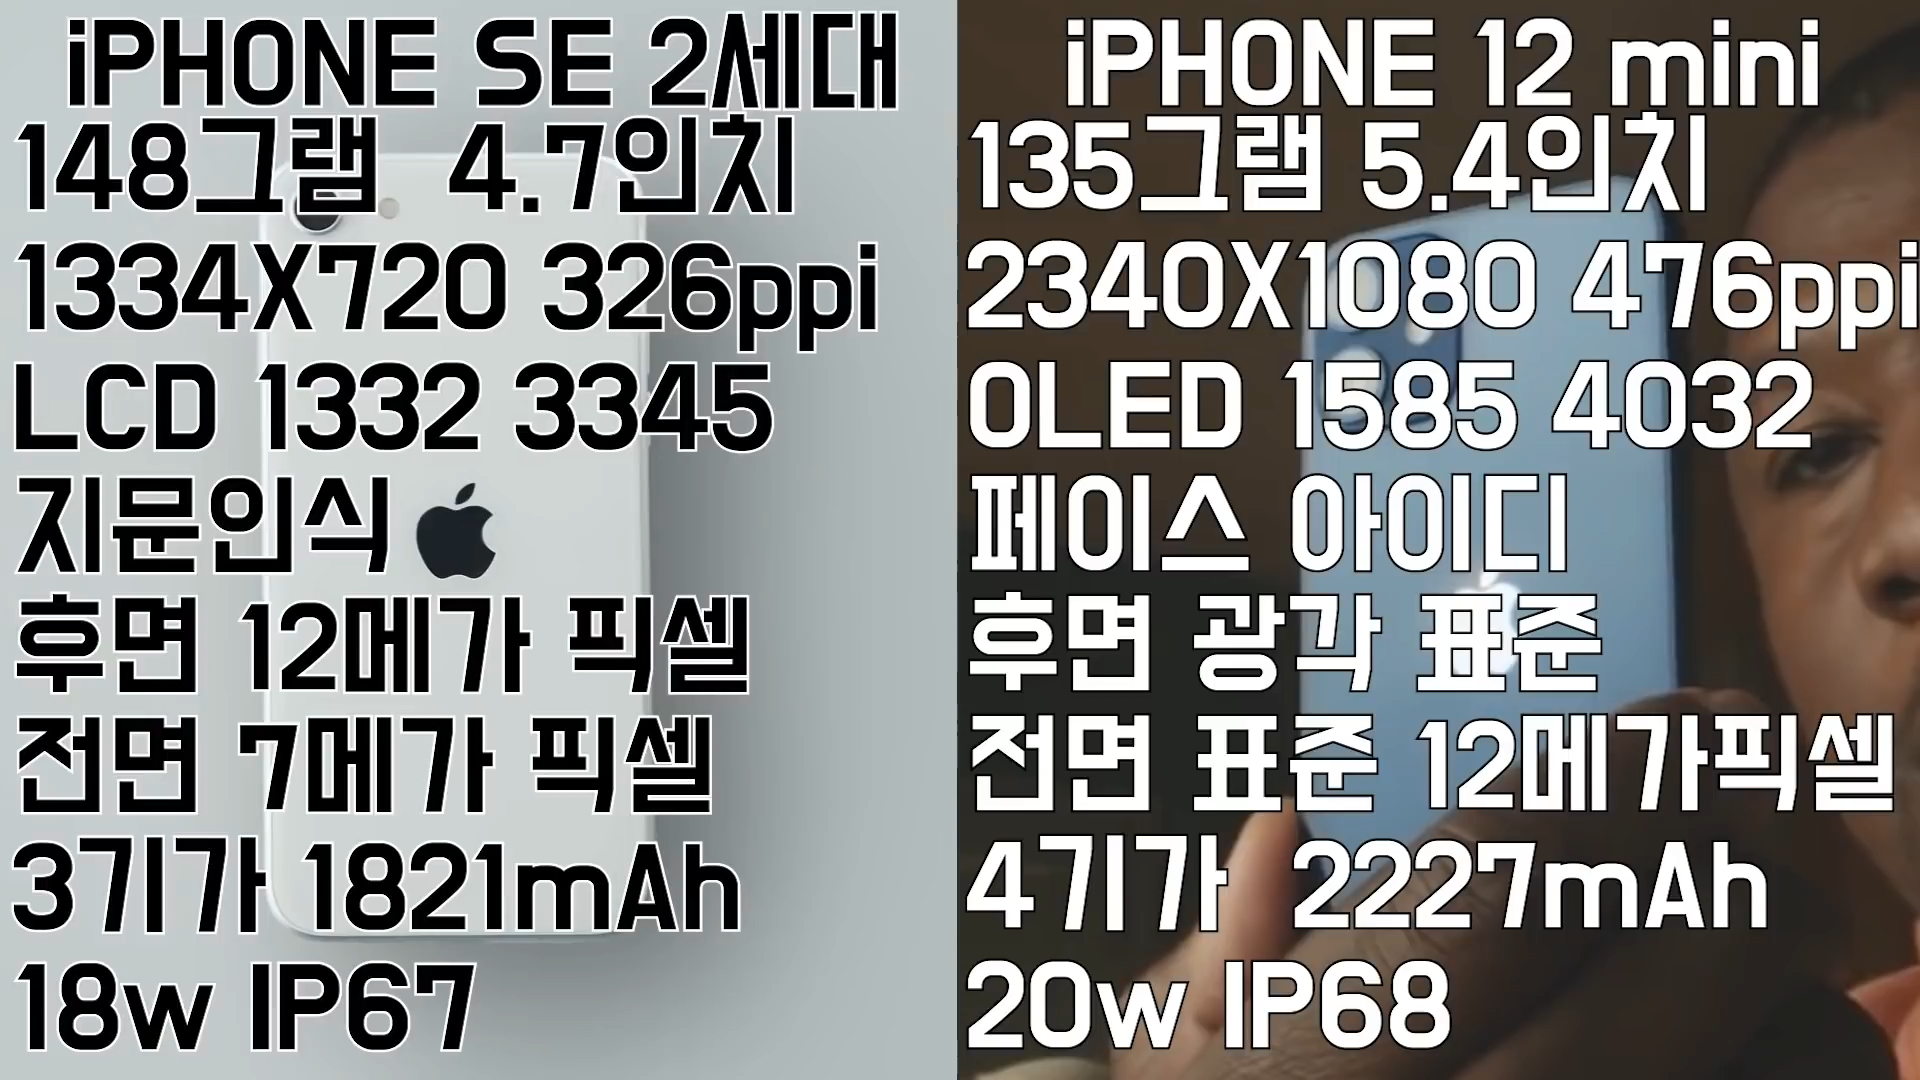 iPHONE SE 2세대
148그램 4.7인치
1334X720 326ppi
LCD 1332 3345
지문인식
후면 12메가 픽셀
전면 7메가 픽셀
3기가 1821mAh
18w IP67
iPHONE 12 mini
135그램 5.4인치
2340X1080 476ppi
OLED 1585 4032
페이스 아이디
후면 광각 표준
전면 표준 12메가픽셀
4기가 2227mAh
20w IP68